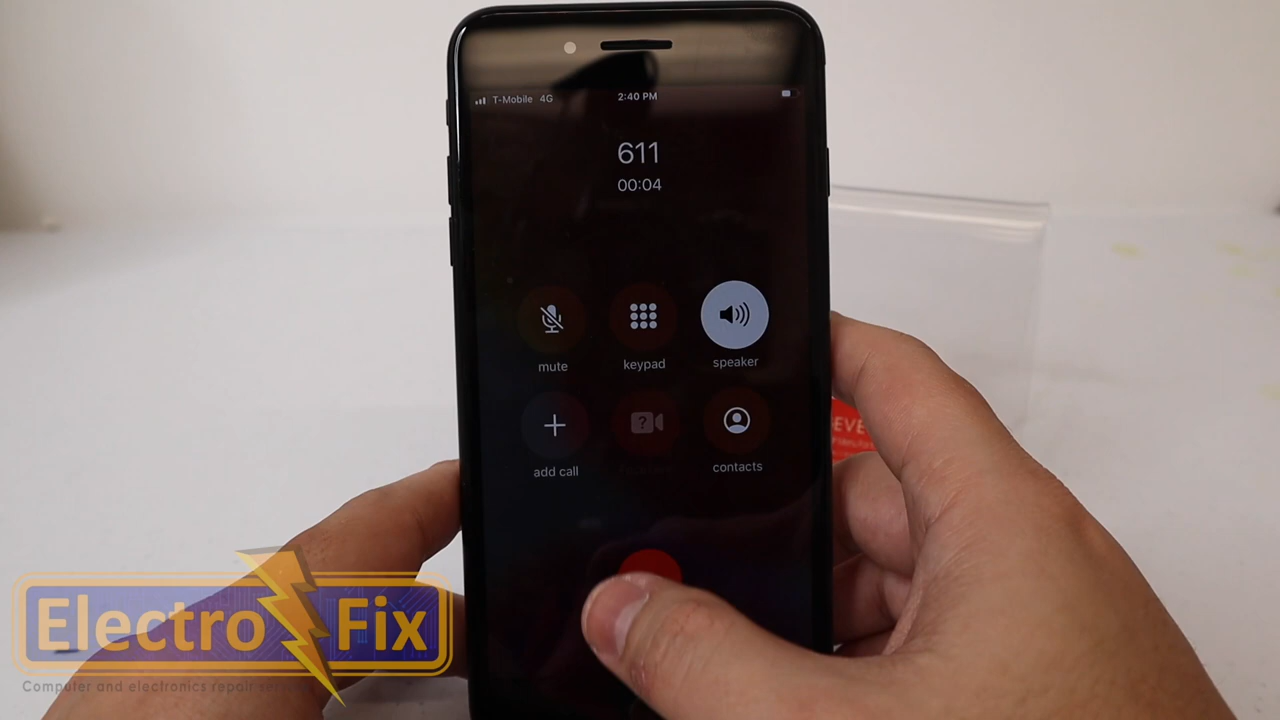 T-Mobile 4G
2:40 PM
611
00:04
mute
keypad
speaker
add call
contacts
Electro Fix